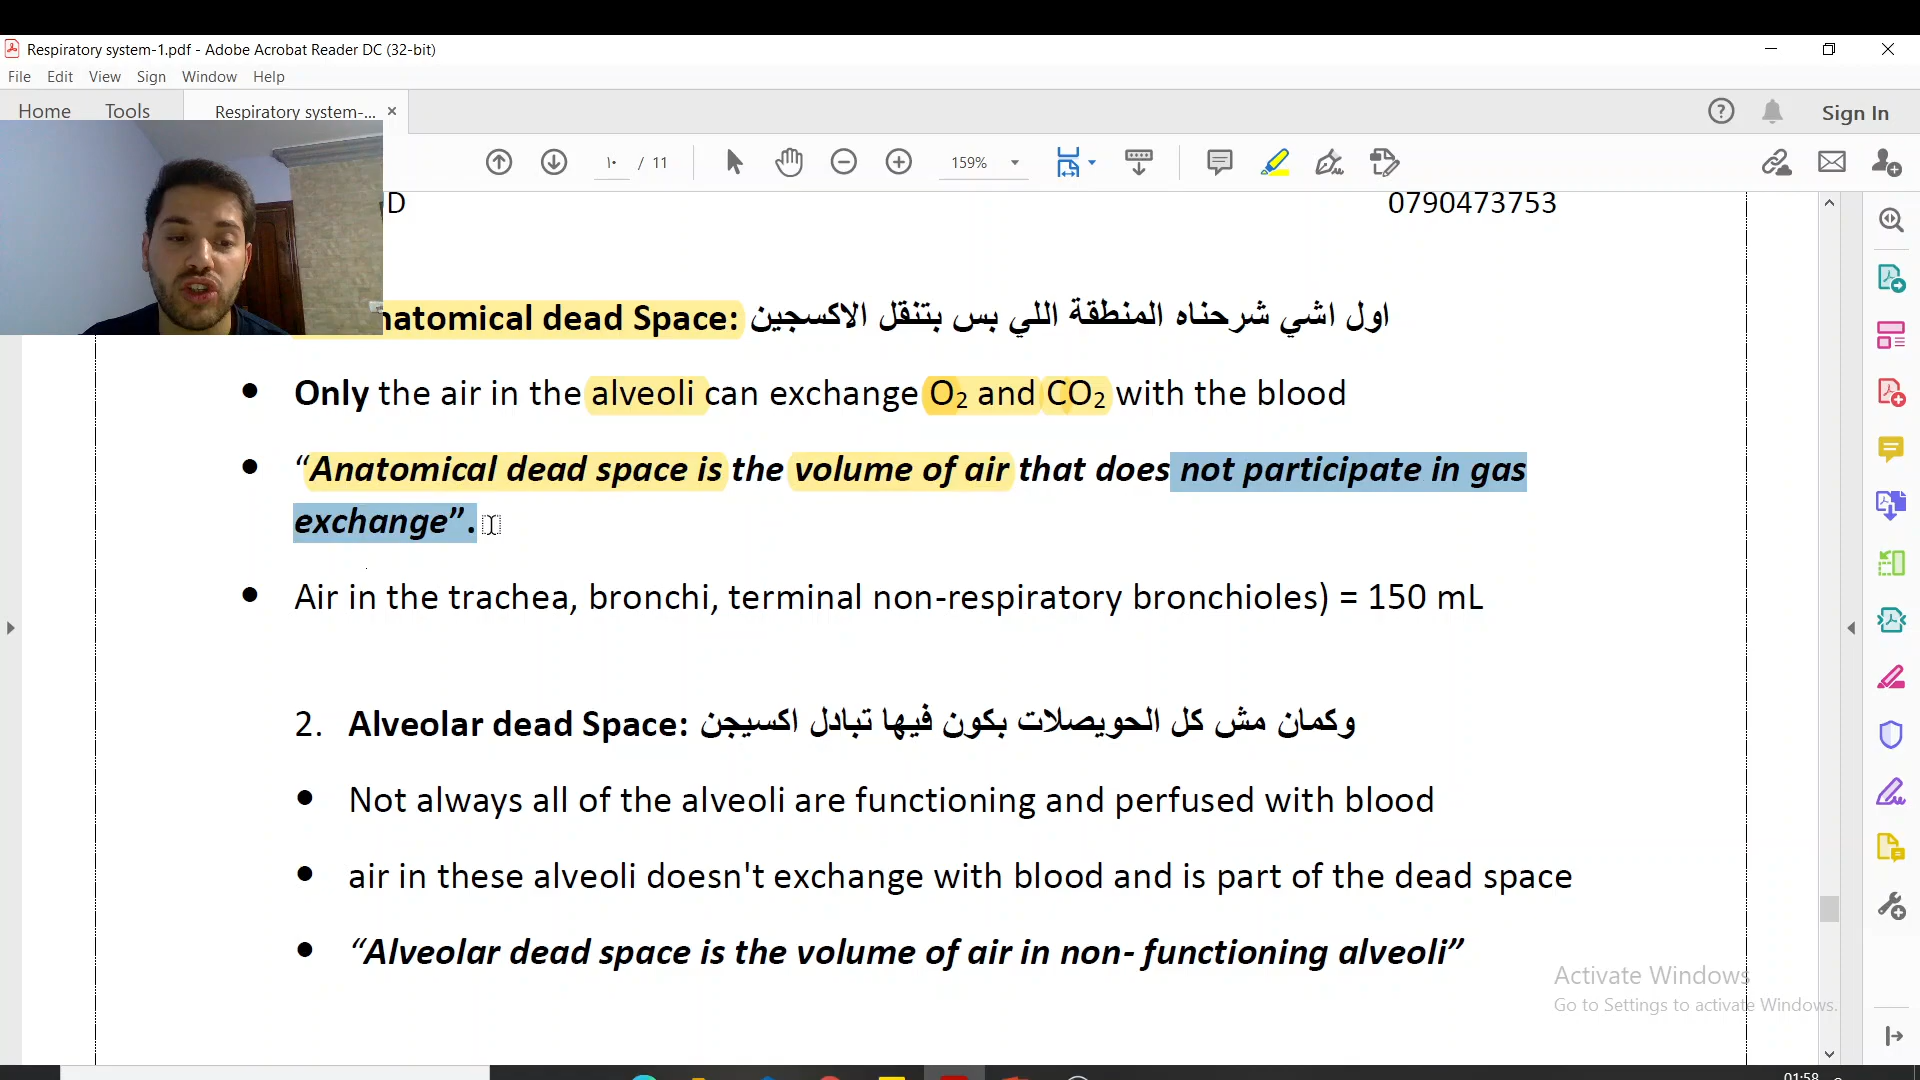 Respiratory system-1.pdf - Adobe Acrobat Reader DC (32-bit)
File Edit View Sign Window Help
Home Tools Respiratory system-... × Sign In
١٠ / 11 159%
D 0790473753
natomical dead Space: اول اشي شرحناه المنطقة اللي بس بتنقل الاكسجين
• Only the air in the alveoli can exchange O₂ and CO₂ with the blood
• “Anatomical dead space is the volume of air that does not participate in gas
exchange”.
• Air in the trachea, bronchi, terminal non-respiratory bronchioles) = 150 mL
2. Alveolar dead Space: وكمان مش كل الحويصلات بكون فيها تبادل اكسيجن
• Not always all of the alveoli are functioning and perfused with blood
• air in these alveoli doesn't exchange with blood and is part of the dead space
• “Alveolar dead space is the volume of air in non- functioning alveoli”
Activate Windows
Go to Settings to activate Windows.
01:58